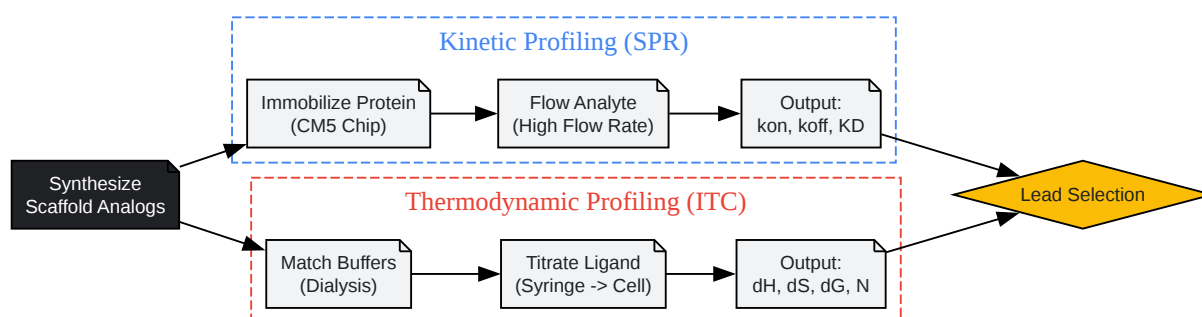 Kinetic Profiling (SPR)
Immobilize Protein
(CM5 Chip)
Flow Analyte
(High Flow Rate)
Output:
kon, koff, KD
Synthesize
Scaffold Analogs
Thermodynamic Profiling (ITC)
Match Buffers
(Dialysis)
Titrate Ligand
(Syringe -> Cell)
Output:
dH, dS, dG, N
Lead Selection